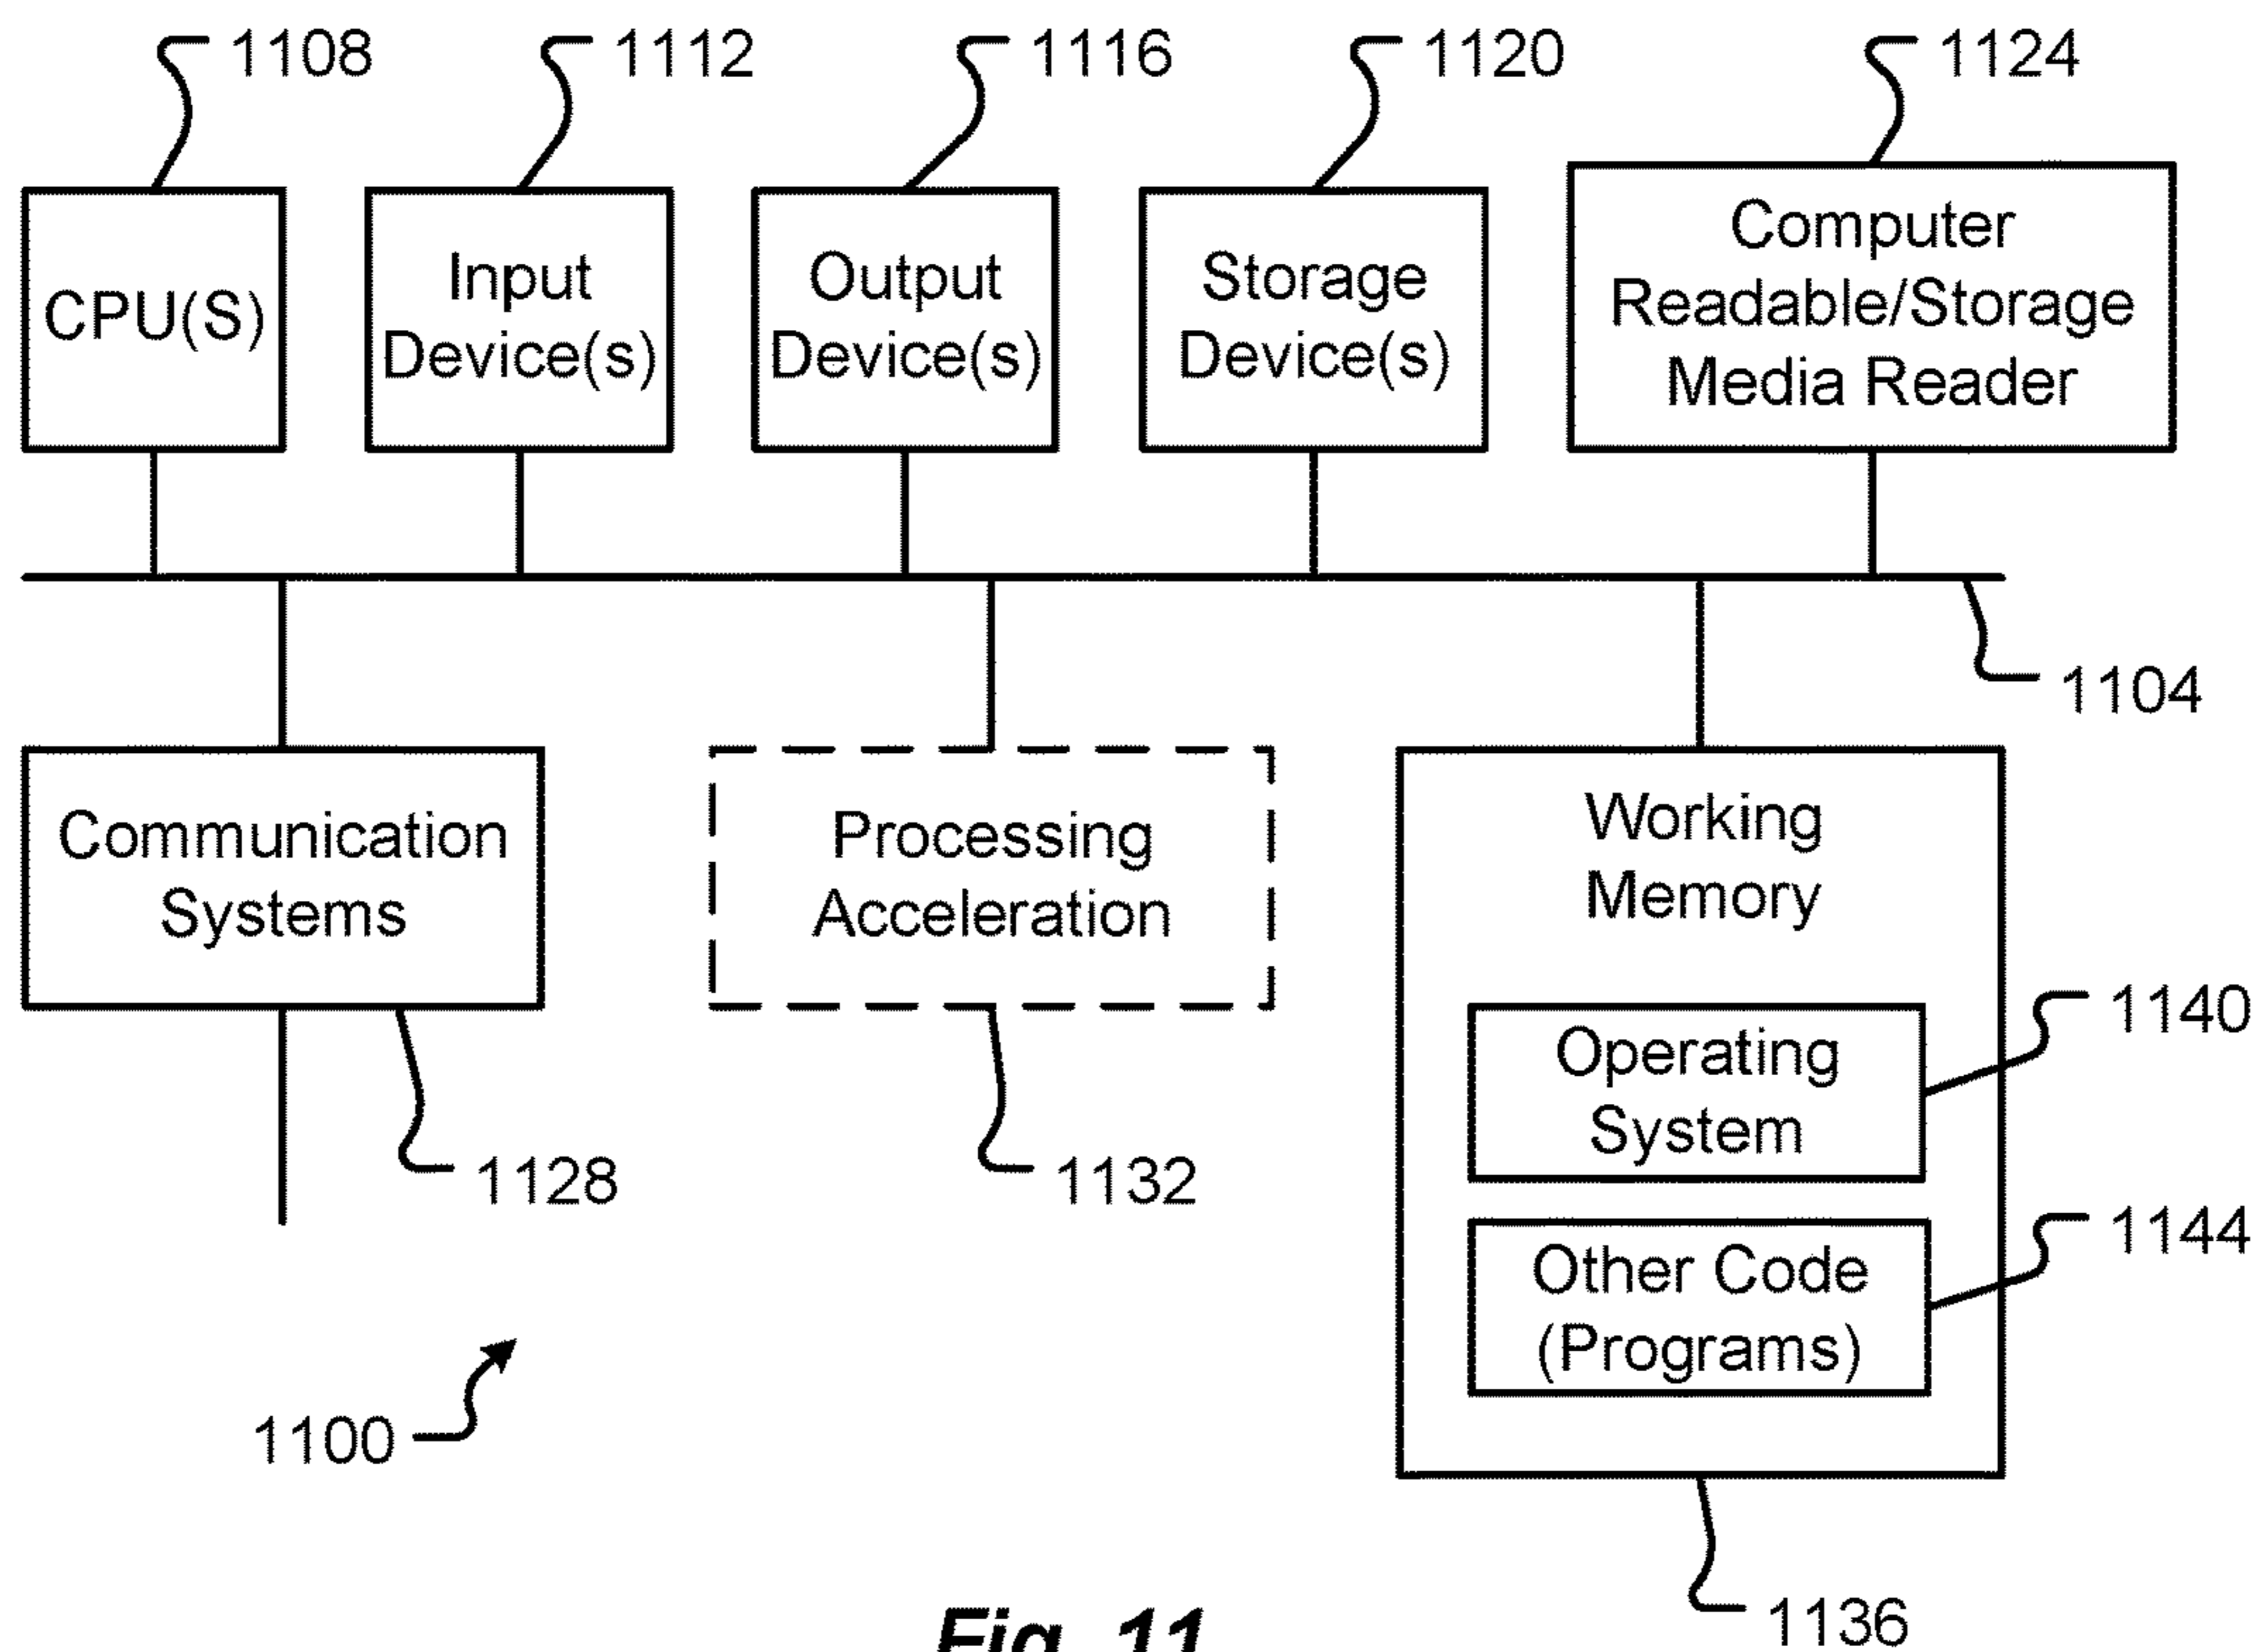 1108
1112
1116
1120
1124
CPU(S)
Input
Device(s)
Output
Device(s)
Storage
Device(s)
Computer
Readable/Storage
Media Reader
1104
Communication
Systems
Processing
Acceleration
Working
Memory
Operating
System
1140
1128
1132
Other Code
(Programs)
1144
1100
1136
Fig. 11